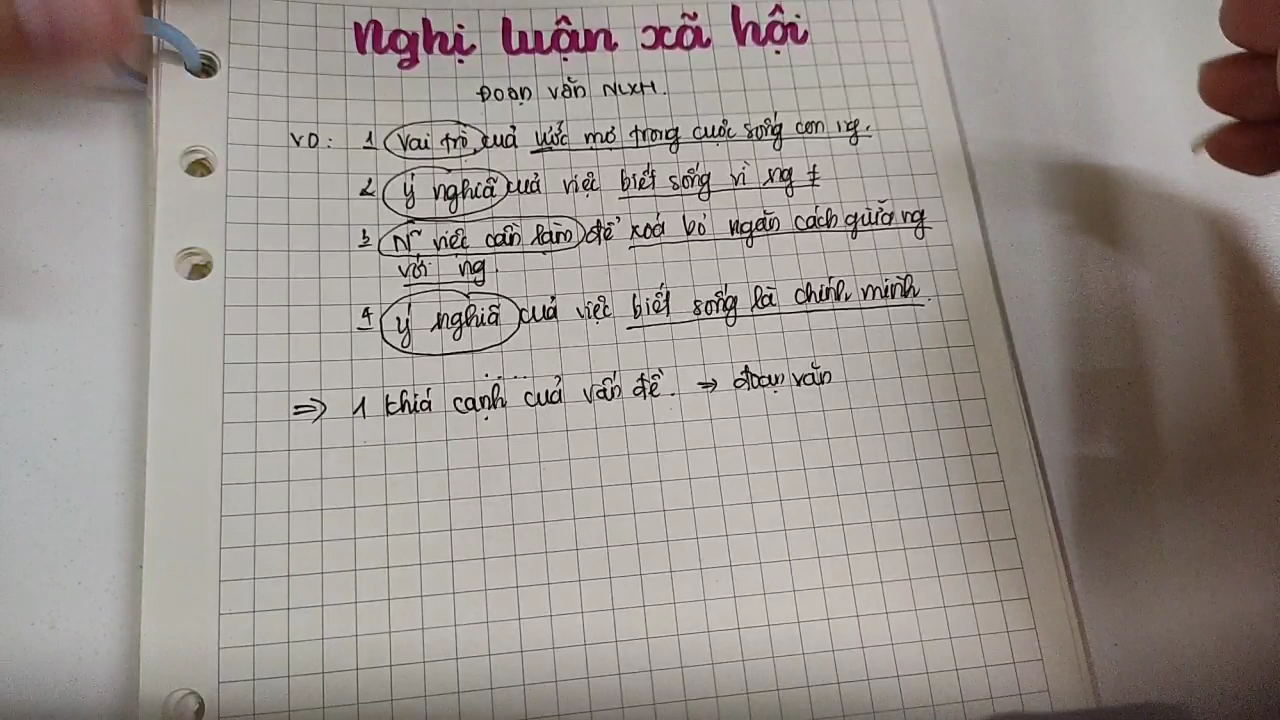 Nghị luận xã hội
Đoạn văn NLXH.
VD: 1 Vai trò của ước mơ trong cuộc sống con ng.
2 Ý nghĩa của việc biết sống vì ng ≠
3 N~ việc cần làm để xoá bỏ ngăn cách giữa ng
với ng.
4 Ý nghĩa của việc biết sống là chính mình.
...
=> 1 khía cạnh của vấn đề. → đoạn văn